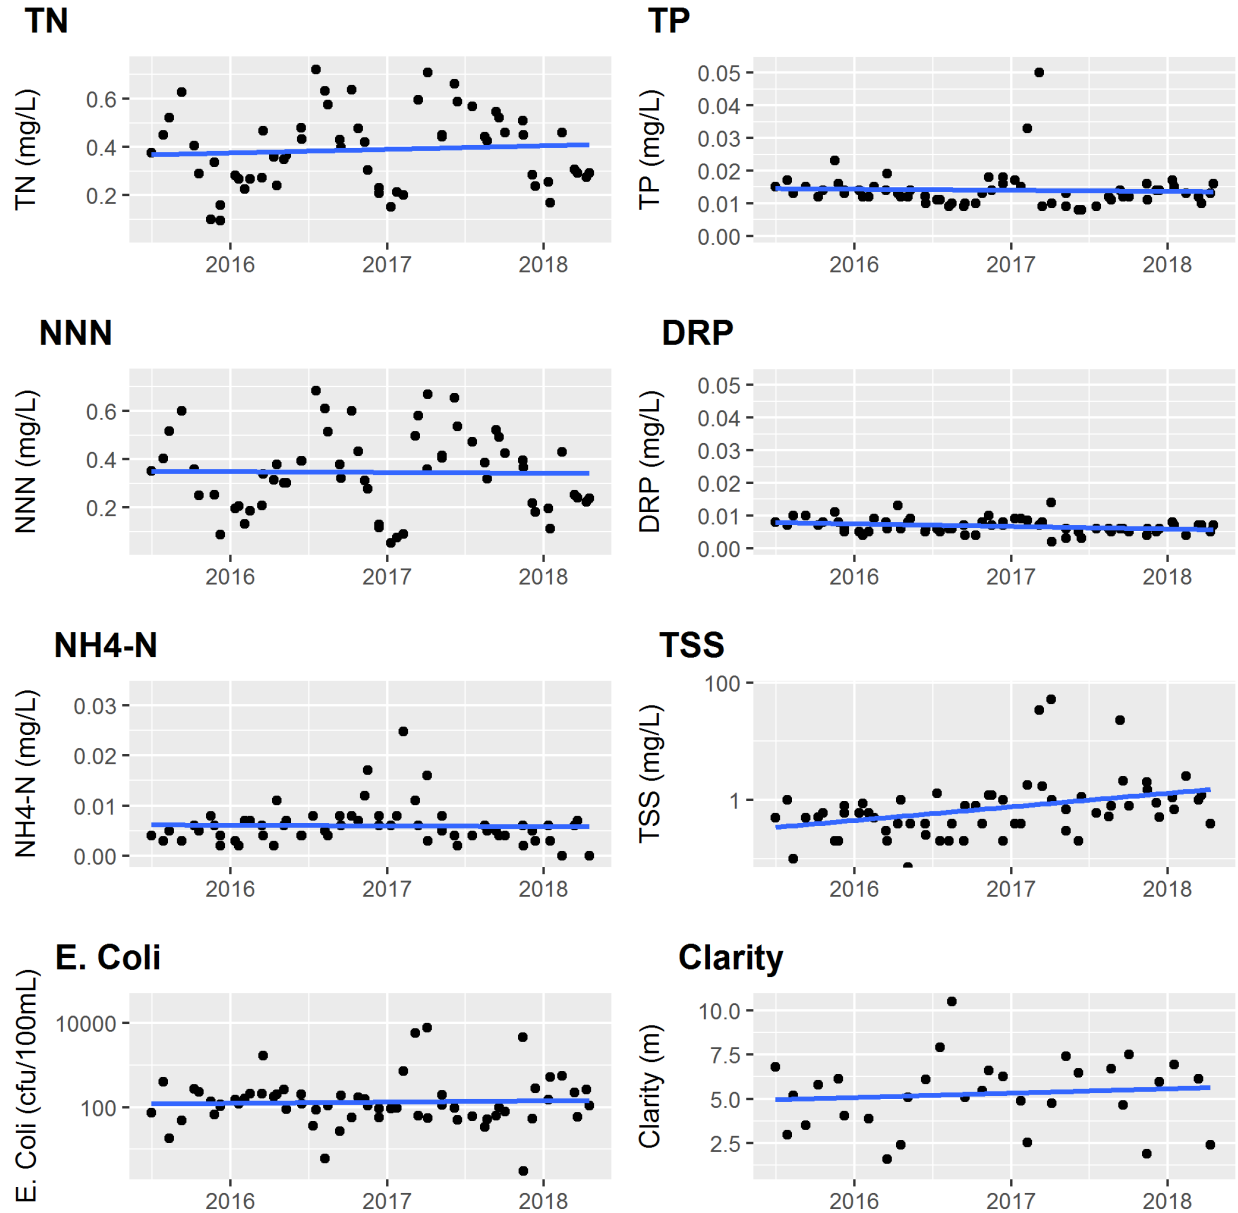 TN
TN (mg/L)
0.6
0.4
0.2
2016 2017 2018
TP
TP (mg/L)
0.05
0.04
0.03
0.02
0.01
0.00
2016 2017 2018
NNN
NNN (mg/L)
0.6
0.4
0.2
2016 2017 2018
DRP
DRP (mg/L)
0.05
0.04
0.03
0.02
0.01
0.00
2016 2017 2018
NH4-N
NH4-N (mg/L)
0.03
0.02
0.01
0.00
2016 2017 2018
TSS
TSS (mg/L)
100
1
2016 2017 2018
E. Coli
E. Coli (cfu/100mL)
10000
100
2016 2017 2018
Clarity
Clarity (m)
10.0
7.5
5.0
2.5
2016 2017 2018